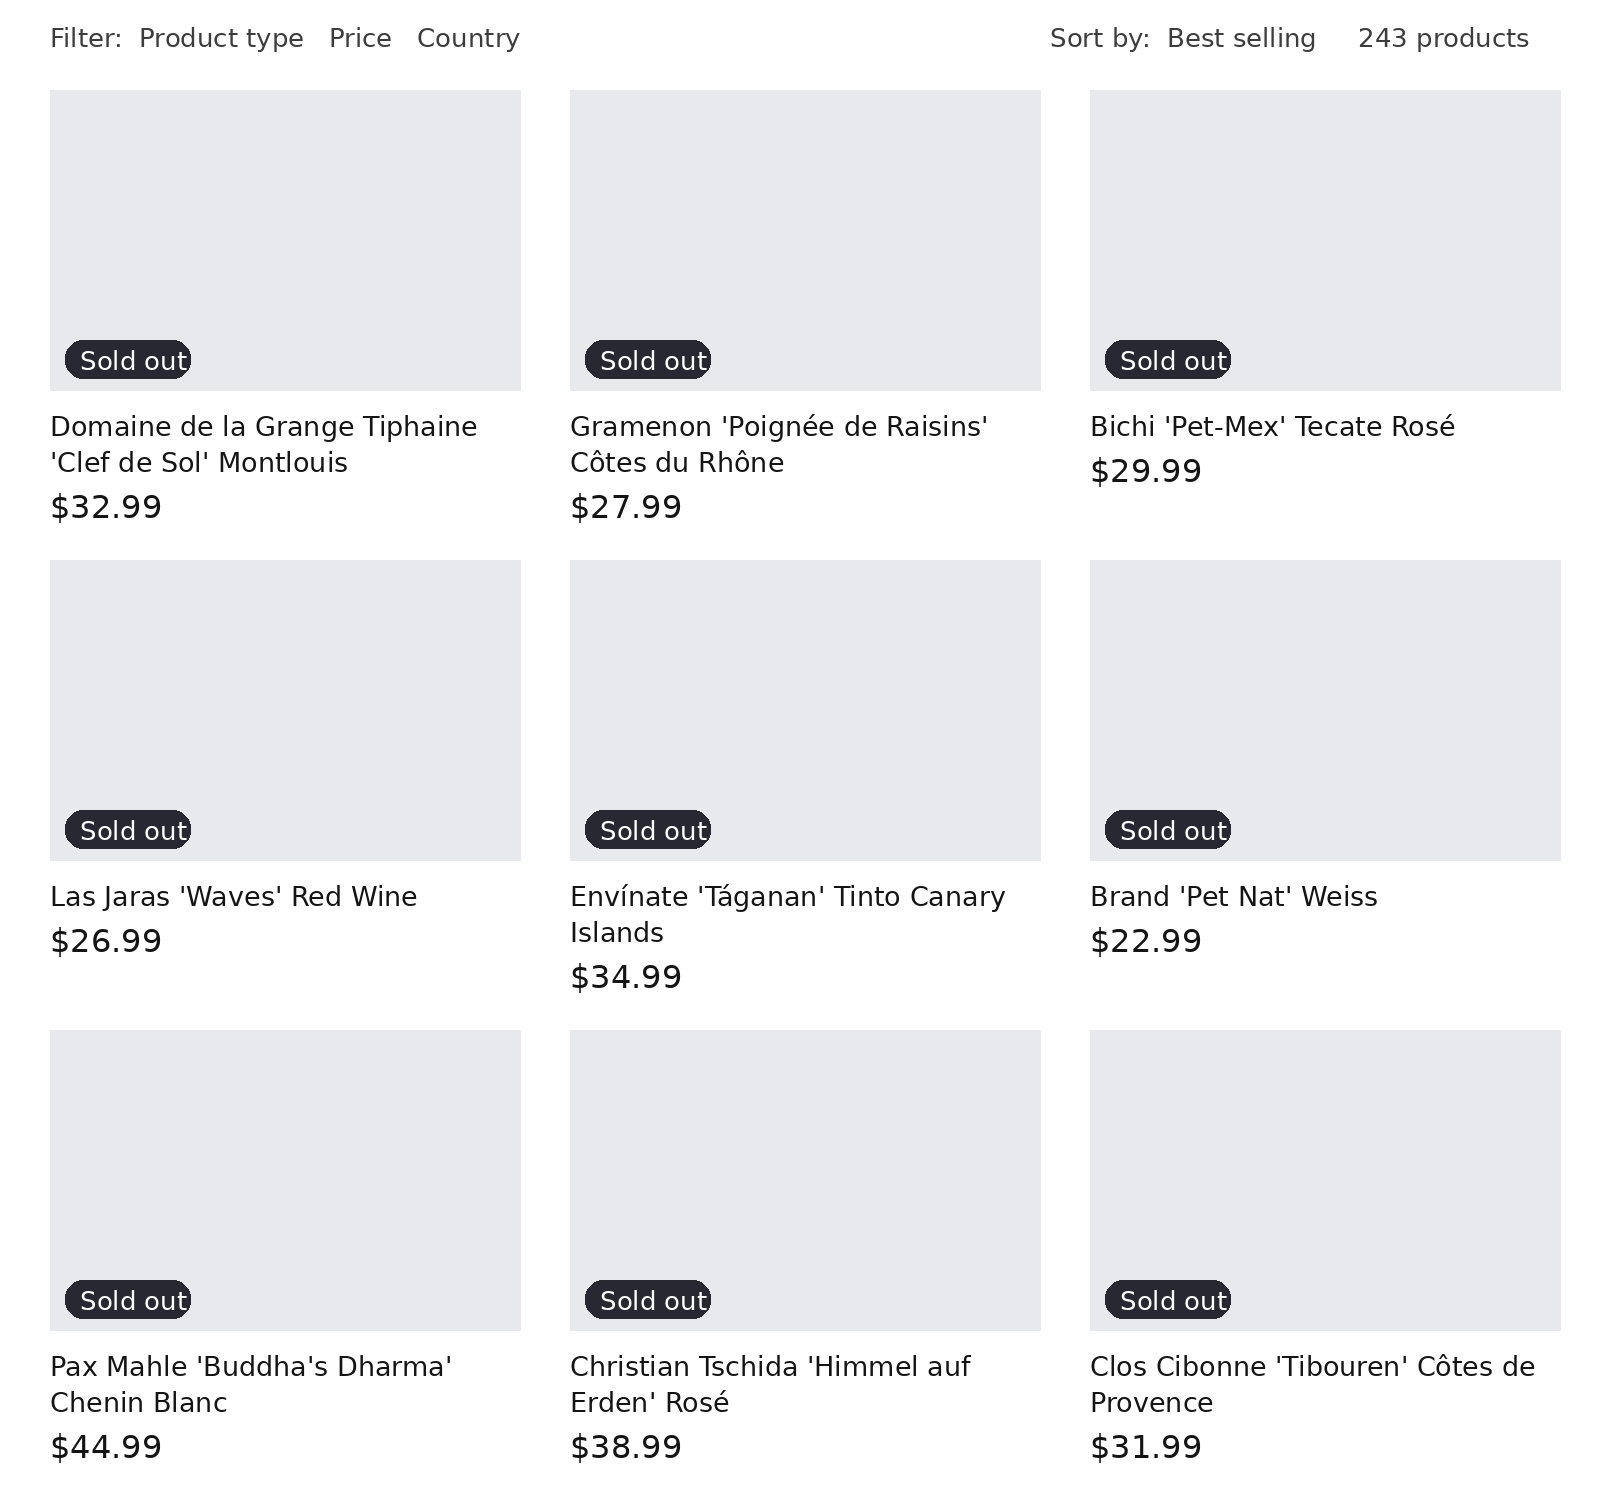 Filter: Product type Price Country Sort by: Best selling 243 products
Sold out Sold out Sold out
Domaine de la Grange Tiphaine
'Clef de Sol' Montlouis
$32.99
Gramenon 'Poignée de Raisins'
Côtes du Rhône
$27.99
Bichi 'Pet-Mex' Tecate Rosé
$29.99
Sold out Sold out Sold out
Las Jaras 'Waves' Red Wine
$26.99
Envínate 'Táganan' Tinto Canary
Islands
$34.99
Brand 'Pet Nat' Weiss
$22.99
Sold out Sold out Sold out
Pax Mahle 'Buddha's Dharma'
Chenin Blanc
$44.99
Christian Tschida 'Himmel auf
Erden' Rosé
$38.99
Clos Cibonne 'Tibouren' Côtes de
Provence
$31.99